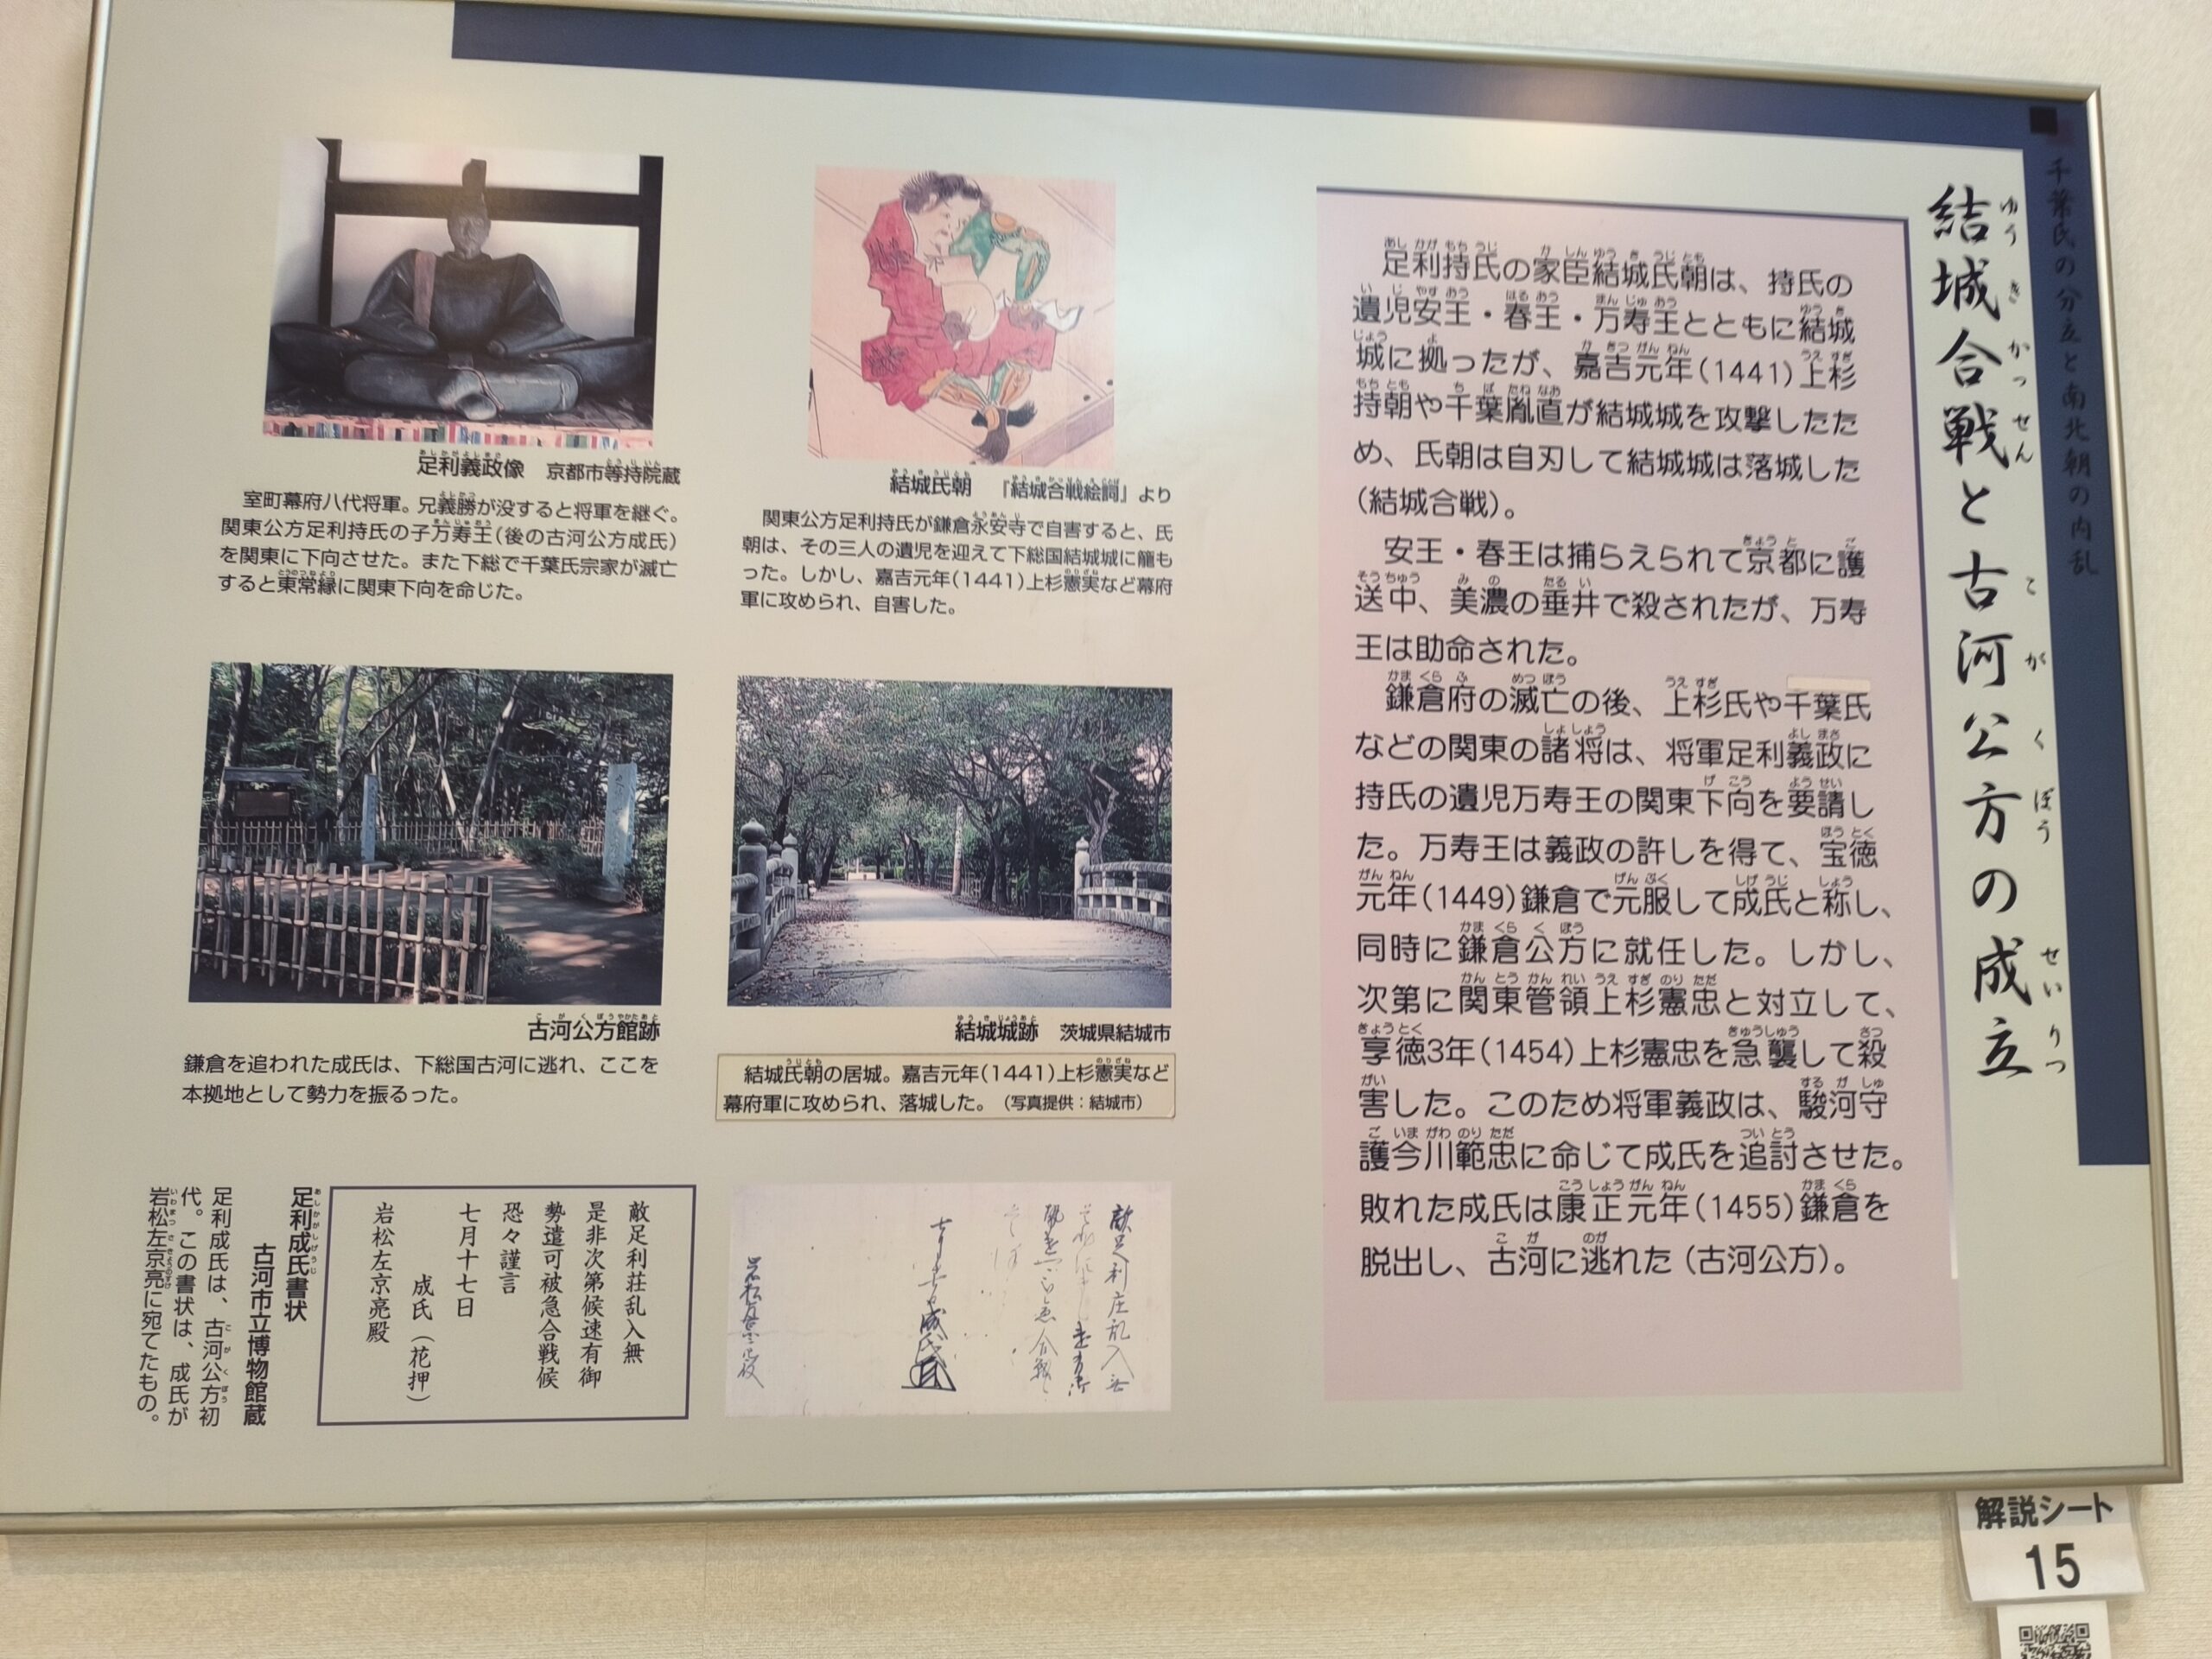 千葉氏の分立と南北朝の内乱
結城合戦と古河公方の成立
ゆうきかっせん こがくぼう せいりつ
足利持氏の家臣結城氏朝は、持氏の
遺児安王・春王・万寿王とともに結城
城に拠ったが、嘉吉元年(1441)上杉
持朝や千葉胤直が結城城を攻撃したた
め、氏朝は自刃して結城城は落城した
(結城合戦)。
安王・春王は捕らえられて京都に護
送中、美濃の垂井で殺されたが、万寿
王は助命された。
鎌倉府の滅亡の後、上杉氏や千葉氏
などの関東の諸将は、将軍足利義政に
持氏の遺児万寿王の関東下向を要請し
た。万寿王は義政の許しを得て、宝徳
元年(1449)鎌倉で元服して成氏と称し、
同時に鎌倉公方に就任した。しかし、
次第に関東管領上杉憲忠と対立して、
享徳3年(1454)上杉憲忠を急襲して殺
害した。このため将軍義政は、駿河守
護今川範忠に命じて成氏を追討させた。
敗れた成氏は康正元年(1455)鎌倉を
脱出し、古河に逃れた(古河公方)。
足利義政像 京都市等持院蔵
室町幕府八代将軍。兄義勝が没すると将軍を継ぐ。
関東公方足利持氏の子万寿王(後の古河公方成氏)
を関東に下向させた。また下総で千葉氏宗家が滅亡
すると東常縁に関東下向を命じた。
結城氏朝 『結城合戦絵詞』より
関東公方足利持氏が鎌倉永安寺で自害すると、氏
朝は、その三人の遺児を迎えて下総国結城城に籠も
った。しかし、嘉吉元年(1441)上杉憲実など幕府
軍に攻められ、自害した。
古河公方館跡
鎌倉を追われた成氏は、下総国古河に逃れ、ここを
本拠地として勢力を振るった。
結城城跡 茨城県結城市
結城氏朝の居城。嘉吉元年(1441)上杉憲実など
幕府軍に攻められ、落城した。(写真提供：結城市)
敵足利荘乱入無
是非次第候速有御
勢遣可被急合戦候
恐々謹言
七月十七日
成氏(花押)
岩松左京亮殿
足利成氏書状
古河市立博物館蔵
足利成氏は、古河公方初
代。この書状は、成氏が
岩松左京亮に宛てたもの。
解説シート
15